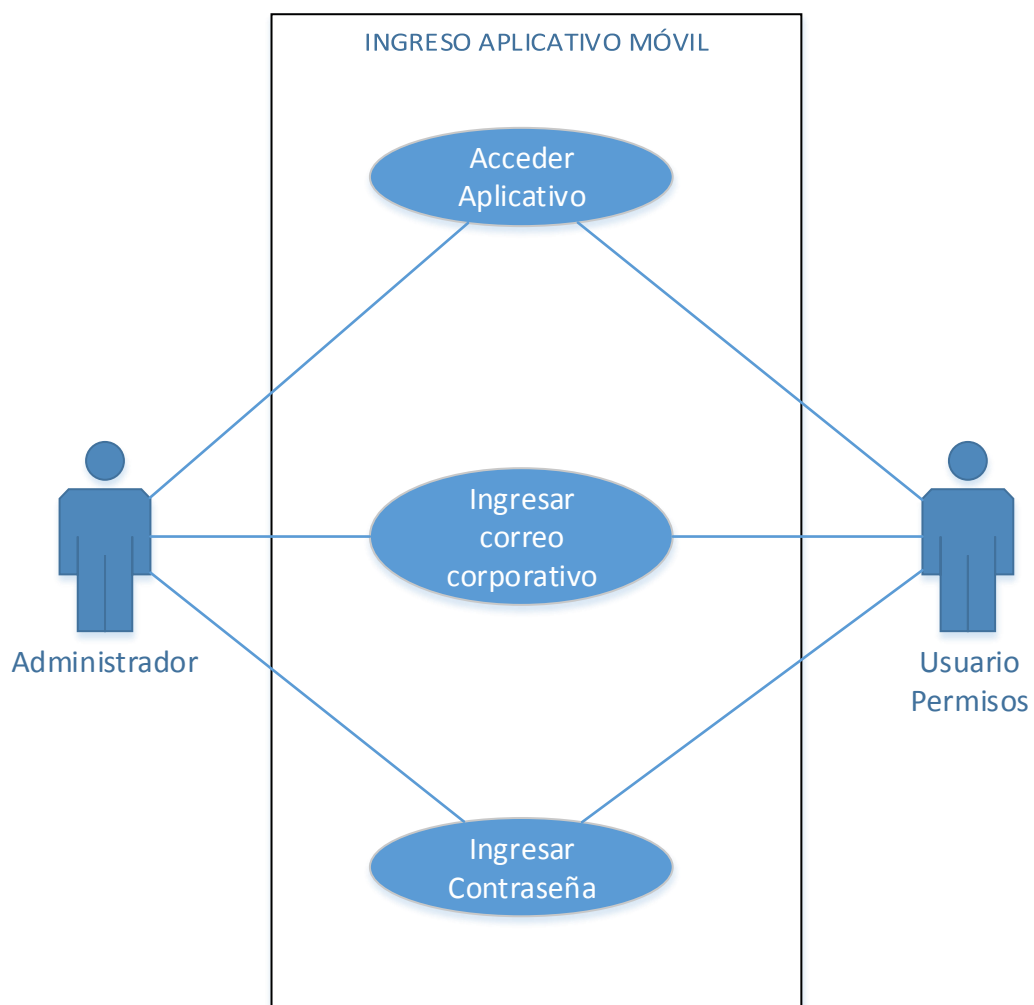 INGRESO APLICATIVO MÓVIL
Acceder
Aplicativo
Ingresar
correo
corporativo
Administrador
Usuario
Permisos
Ingresar
Contraseña